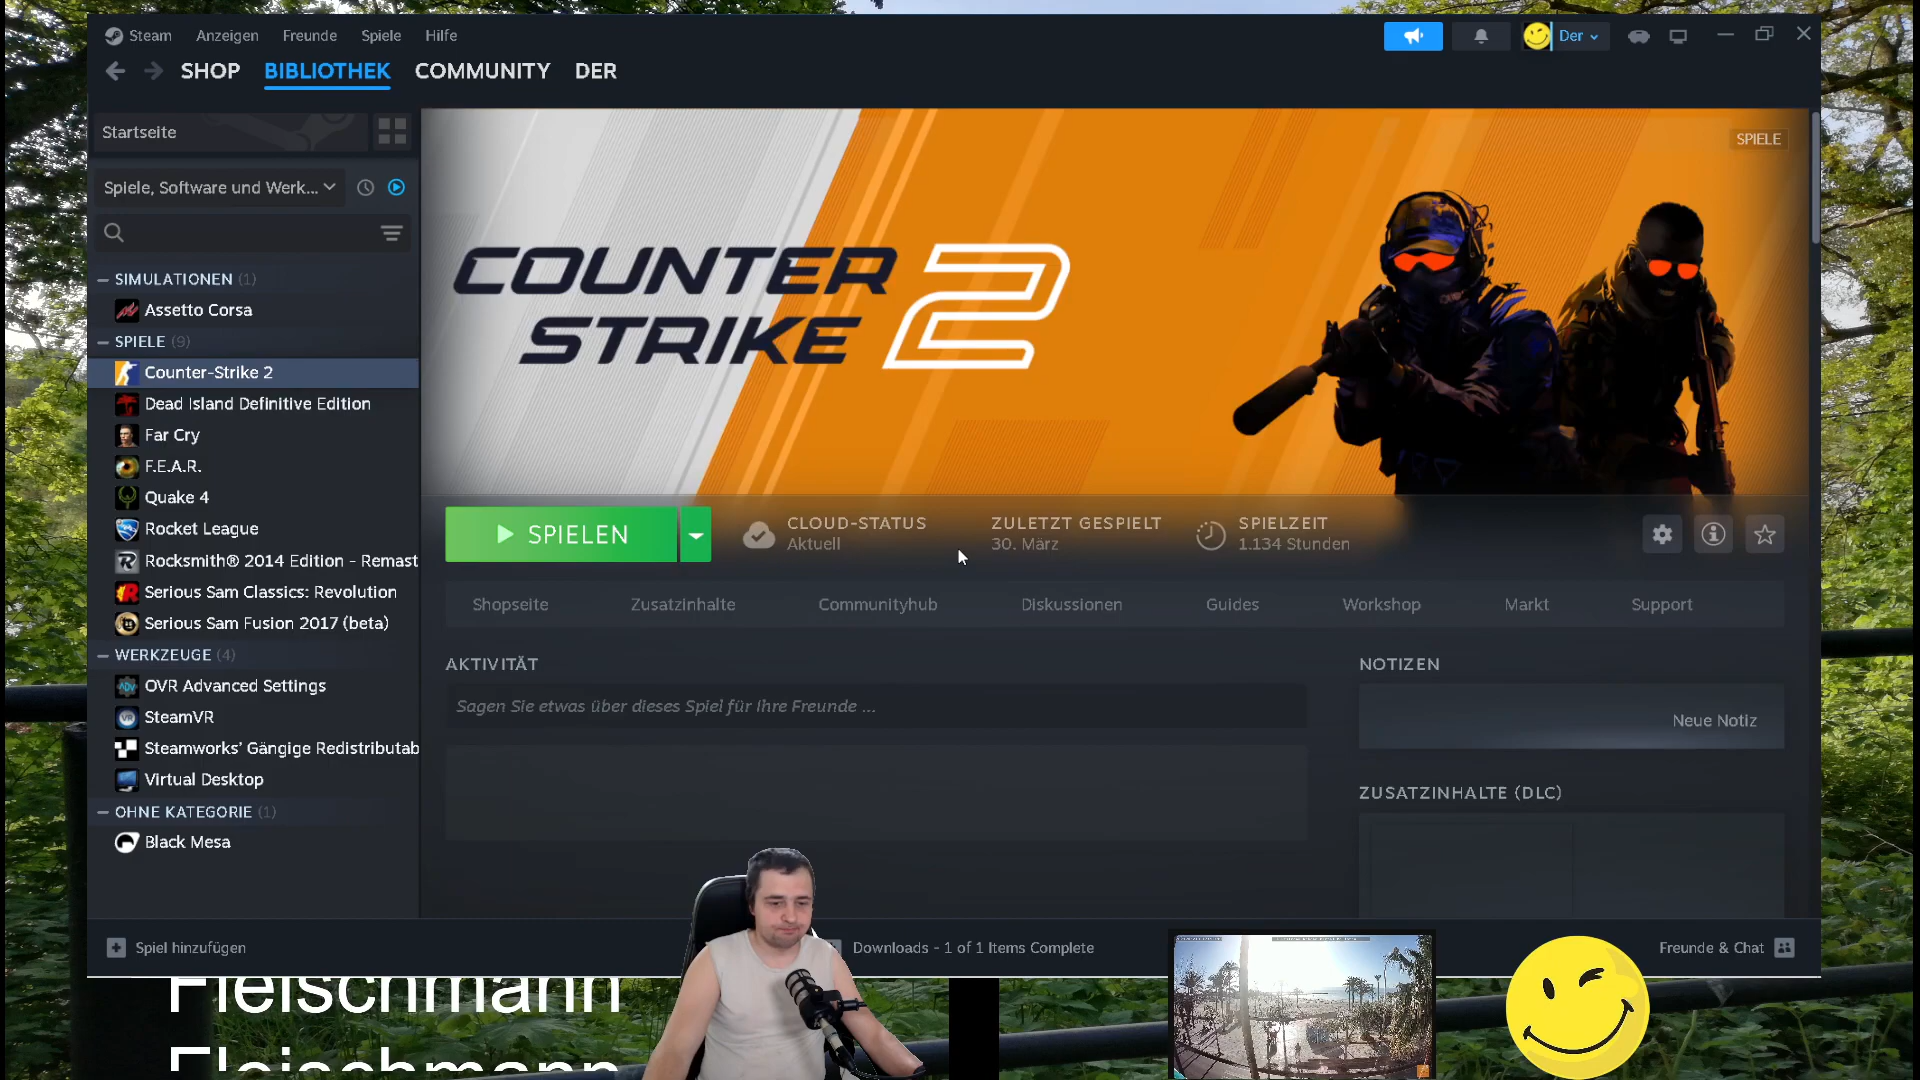 Steam Anzeigen Freunde Spiele Hilfe
Der
SHOP BIBLIOTHEK COMMUNITY DER
Startseite
Spiele, Software und Werk...
SIMULATIONEN (1)
Assetto Corsa
SPIELE (9)
Counter-Strike 2
Dead Island Definitive Edition
Far Cry
F.E.A.R.
Quake 4
Rocket League
Rocksmith® 2014 Edition - Remast
Serious Sam Classics: Revolution
Serious Sam Fusion 2017 (beta)
WERKZEUGE (4)
OVR Advanced Settings
SteamVR
Steamworks' Gängige Redistributab
Virtual Desktop
OHNE KATEGORIE (1)
Black Mesa
SPIELE
COUNTER
STRIKE 2
SPIELEN
CLOUD-STATUS
Aktuell
ZULETZT GESPIELT
30. März
SPIELZEIT
1.134 Stunden
Shopseite Zusatzinhalte Communityhub Diskussionen Guides Workshop Markt Support
AKTIVITÄT
Sagen Sie etwas über dieses Spiel für Ihre Freunde ...
NOTIZEN
Neue Notiz
ZUSATZINHALTE (DLC)
Spiel hinzufügen
Downloads - 1 of 1 Items Complete
Freunde & Chat
Fleischmann
Fleischmann